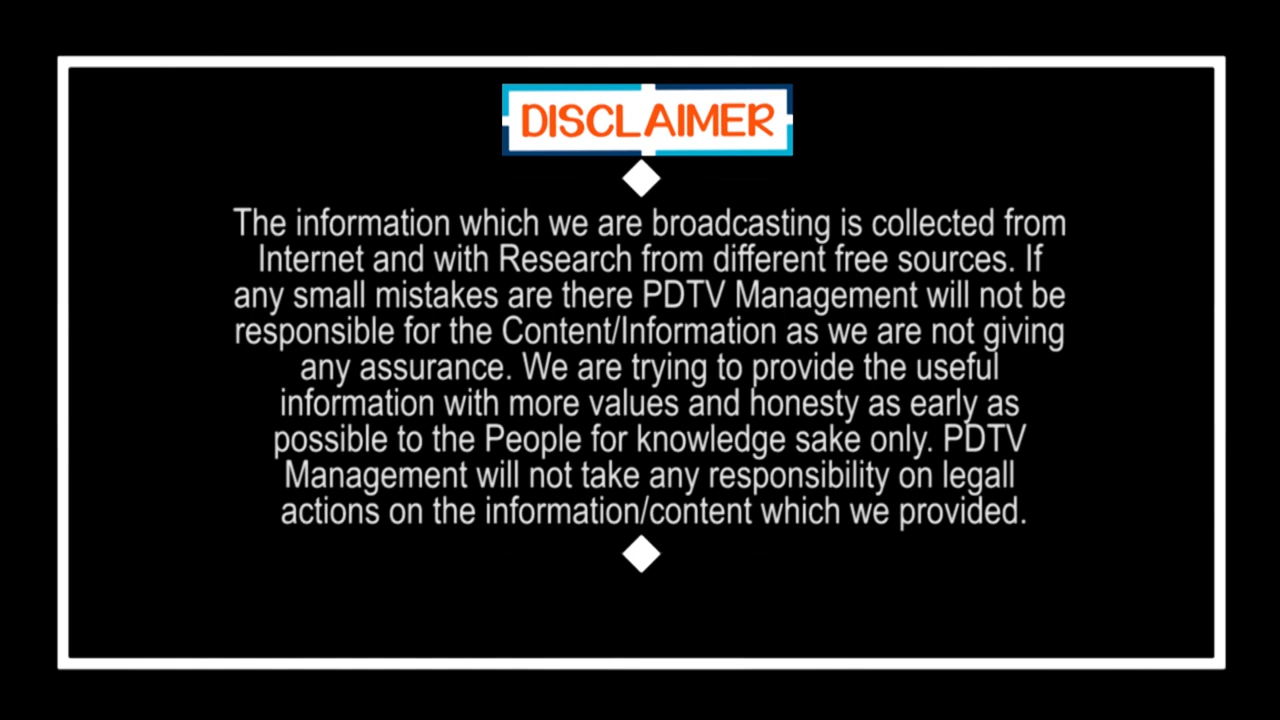 DISCLAIMER
The information which we are broadcasting is collected from
Internet and with Research from different free sources. If
any small mistakes are there PDTV Management will not be
responsible for the Content/Information as we are not giving
any assurance. We are trying to provide the useful
information with more values and honesty as early as
possible to the People for knowledge sake only. PDTV
Management will not take any responsibility on legall
actions on the information/content which we provided.